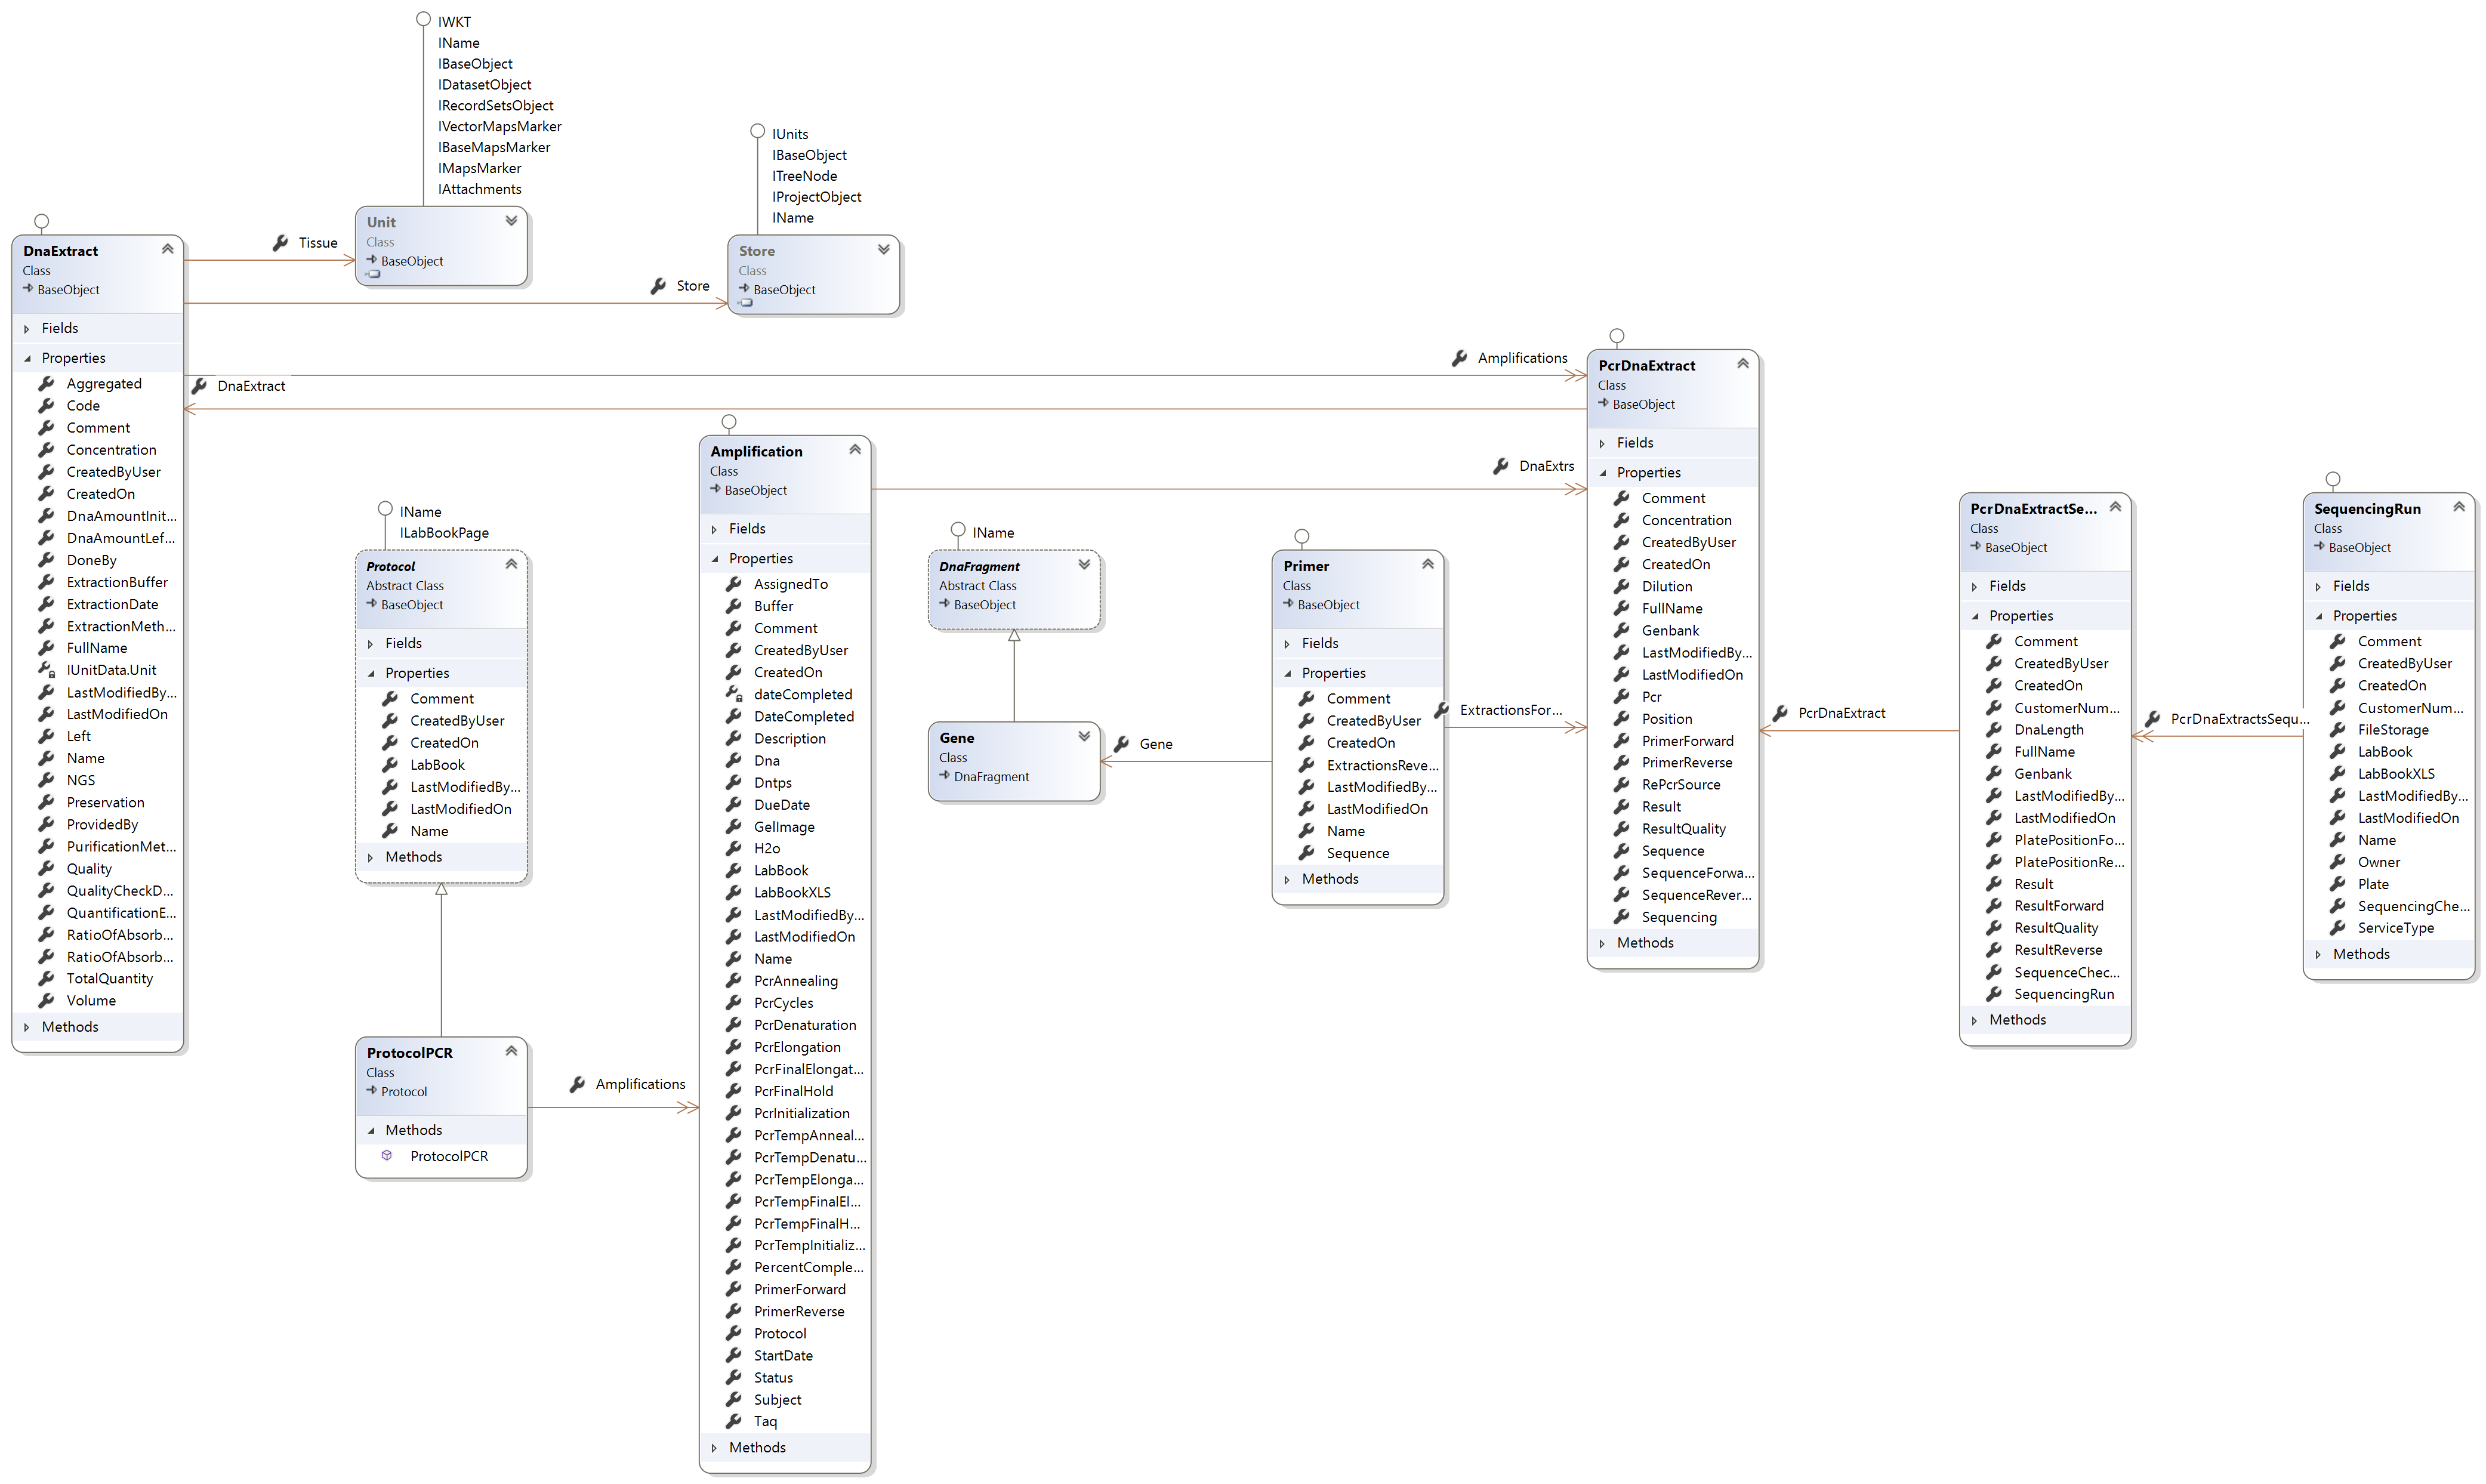 IWKT
IName
IBaseObject
IDatasetObject
IRecordSetsObject
IVectorMapsMarker
IBaseMapsMarker
IMapsMarker
IAttachments
Unit
Class
BaseObject
Tissue
IUnits
IBaseObject
ITreeNode
IProjectObject
IName
Store
Class
BaseObject
Store
DnaExtract
Class
BaseObject
Fields
Properties
Aggregated
Code
Comment
Concentration
CreatedByUser
CreatedOn
DnaAmountInit...
DnaAmountLef...
DoneBy
ExtractionBuffer
ExtractionDate
ExtractionMeth...
FullName
IUnitData.Unit
LastModifiedBy...
LastModifiedOn
Left
Name
NGS
Preservation
ProvidedBy
PurificationMet...
Quality
QualityCheckD...
QuantificationE...
RatioOfAbsorb...
RatioOfAbsorb...
TotalQuantity
Volume
Methods
Amplifications
DnaExtract
IName
ILabBookPage
Protocol
Abstract Class
BaseObject
Fields
Properties
Comment
CreatedByUser
CreatedOn
LabBook
LastModifiedBy...
LastModifiedOn
Name
Methods
ProtocolPCR
Class
Protocol
Methods
ProtocolPCR
Amplifications
Amplification
Class
BaseObject
Fields
Properties
AssignedTo
Buffer
Comment
CreatedByUser
CreatedOn
dateCompleted
DateCompleted
Description
Dna
Dntps
DueDate
GelImage
H2o
LabBook
LabBookXLS
LastModifiedBy...
LastModifiedOn
Name
PcrAnnealing
PcrCycles
PcrDenaturation
PcrElongation
PcrFinalElongat...
PcrFinalHold
PcrInitialization
PcrTempAnneal...
PcrTempDenatu...
PcrTempElonga...
PcrTempFinalEl...
PcrTempFinalH...
PcrTempInitializ...
PercentComple...
PrimerForward
PrimerReverse
Protocol
StartDate
Status
Subject
Taq
Methods
DnaExtrs
IName
DnaFragment
Abstract Class
BaseObject
Gene
Class
DnaFragment
Gene
Primer
Class
BaseObject
Fields
Properties
Comment
CreatedByUser
CreatedOn
ExtractionsReve...
LastModifiedBy...
LastModifiedOn
Name
Sequence
Methods
ExtractionsFor...
PcrDnaExtract
Class
BaseObject
Fields
Properties
Comment
Concentration
CreatedByUser
CreatedOn
Dilution
FullName
Genbank
LastModifiedBy...
LastModifiedOn
Pcr
Position
PrimerForward
PrimerReverse
RePcrSource
Result
ResultQuality
Sequence
SequenceForwa...
SequenceRever...
Sequencing
Methods
PcrDnaExtract
PcrDnaExtractSe...
Class
BaseObject
Fields
Properties
Comment
CreatedByUser
CreatedOn
CustomerNum...
DnaLength
FullName
Genbank
LastModifiedBy...
LastModifiedOn
PlatePositionFo...
PlatePositionRe...
Result
ResultForward
ResultQuality
ResultReverse
SequenceChec...
SequencingRun
Methods
PcrDnaExtractsSequ...
SequencingRun
Class
BaseObject
Fields
Properties
Comment
CreatedByUser
CreatedOn
CustomerNum...
FileStorage
LabBook
LabBookXLS
LastModifiedBy...
LastModifiedOn
Name
Owner
Plate
SequencingChe...
ServiceType
Methods